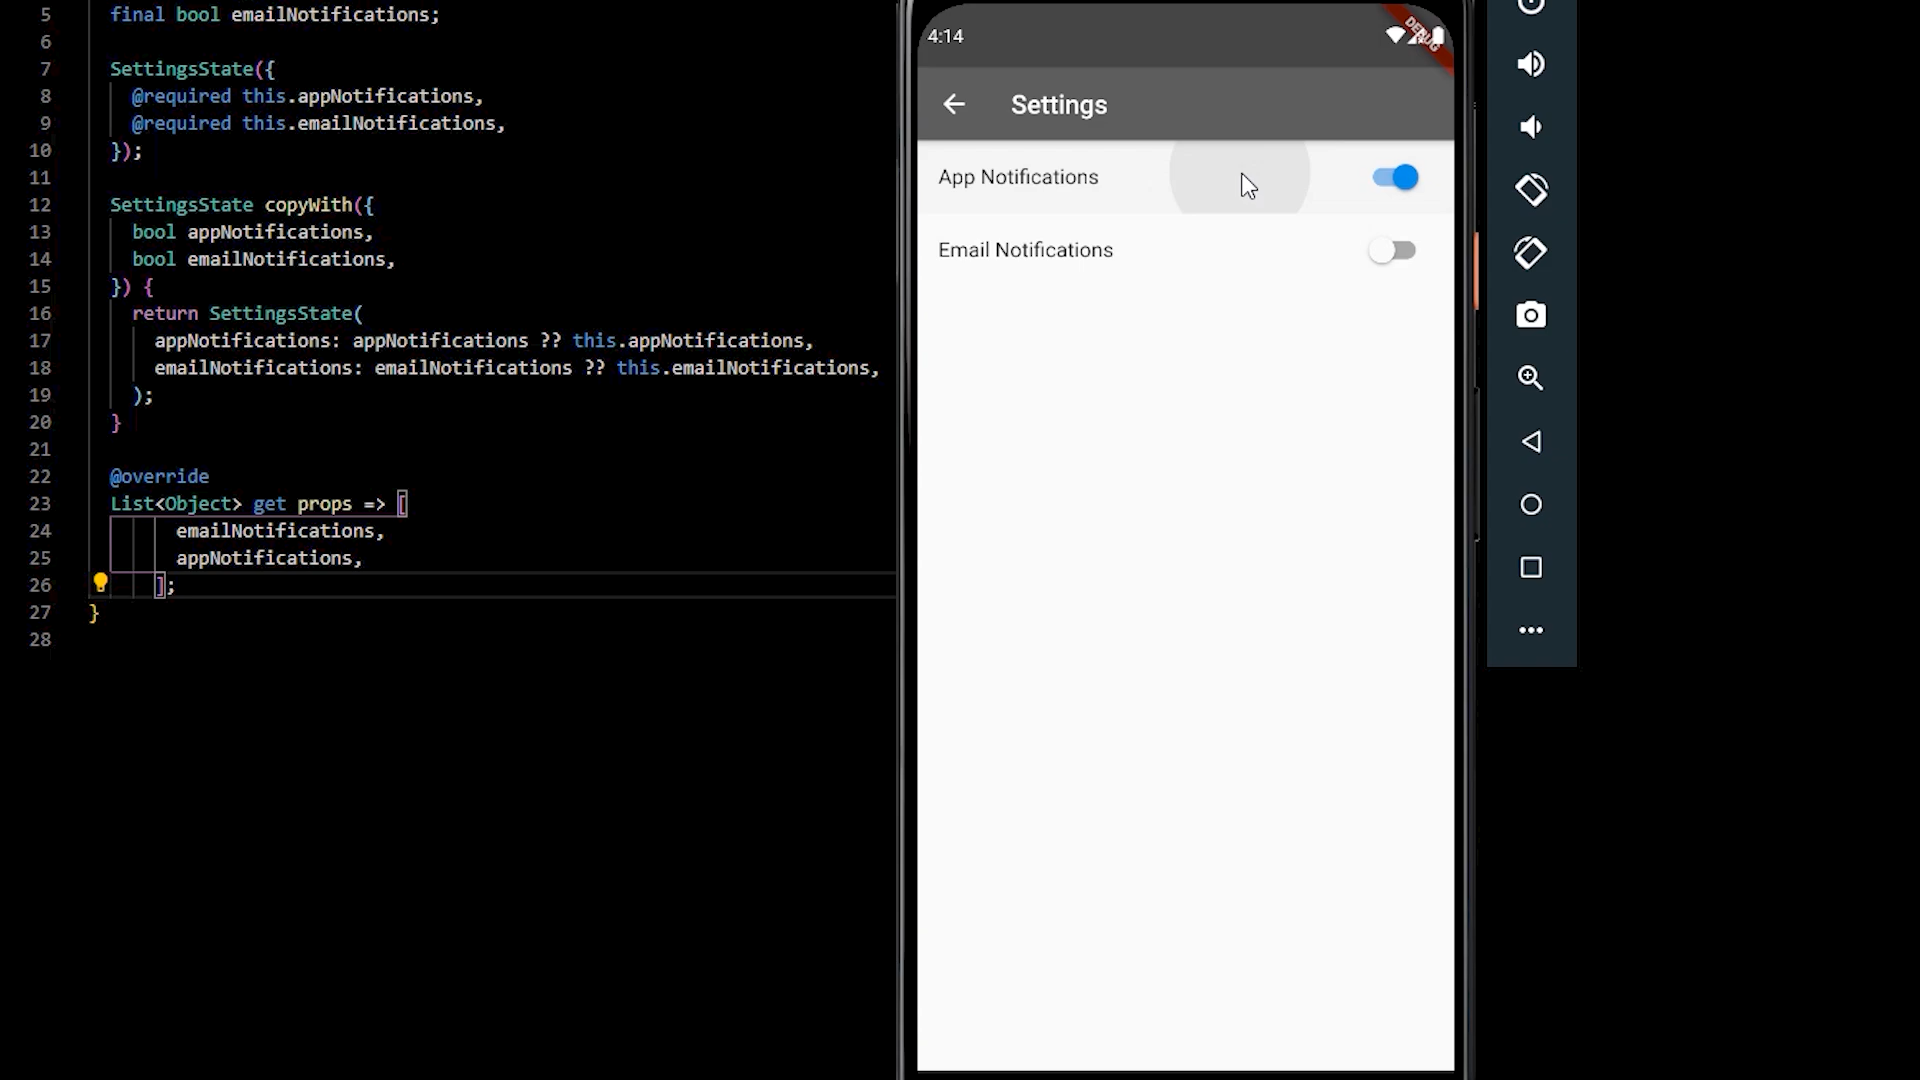 5 final bool emailNotifications;
6
7 SettingsState({
8 @required this.appNotifications,
9 @required this.emailNotifications,
10 });
11
12 SettingsState copyWith({
13 bool appNotifications,
14 bool emailNotifications,
15 }) {
16 return SettingsState(
17 appNotifications: appNotifications ?? this.appNotifications,
18 emailNotifications: emailNotifications ?? this.emailNotifications,
19 );
20 }
21
22 @override
23 List<Object> get props => [
24 emailNotifications,
25 appNotifications,
26 ];
27 }
28
4:14
DEBUG
Settings
App Notifications
Email Notifications